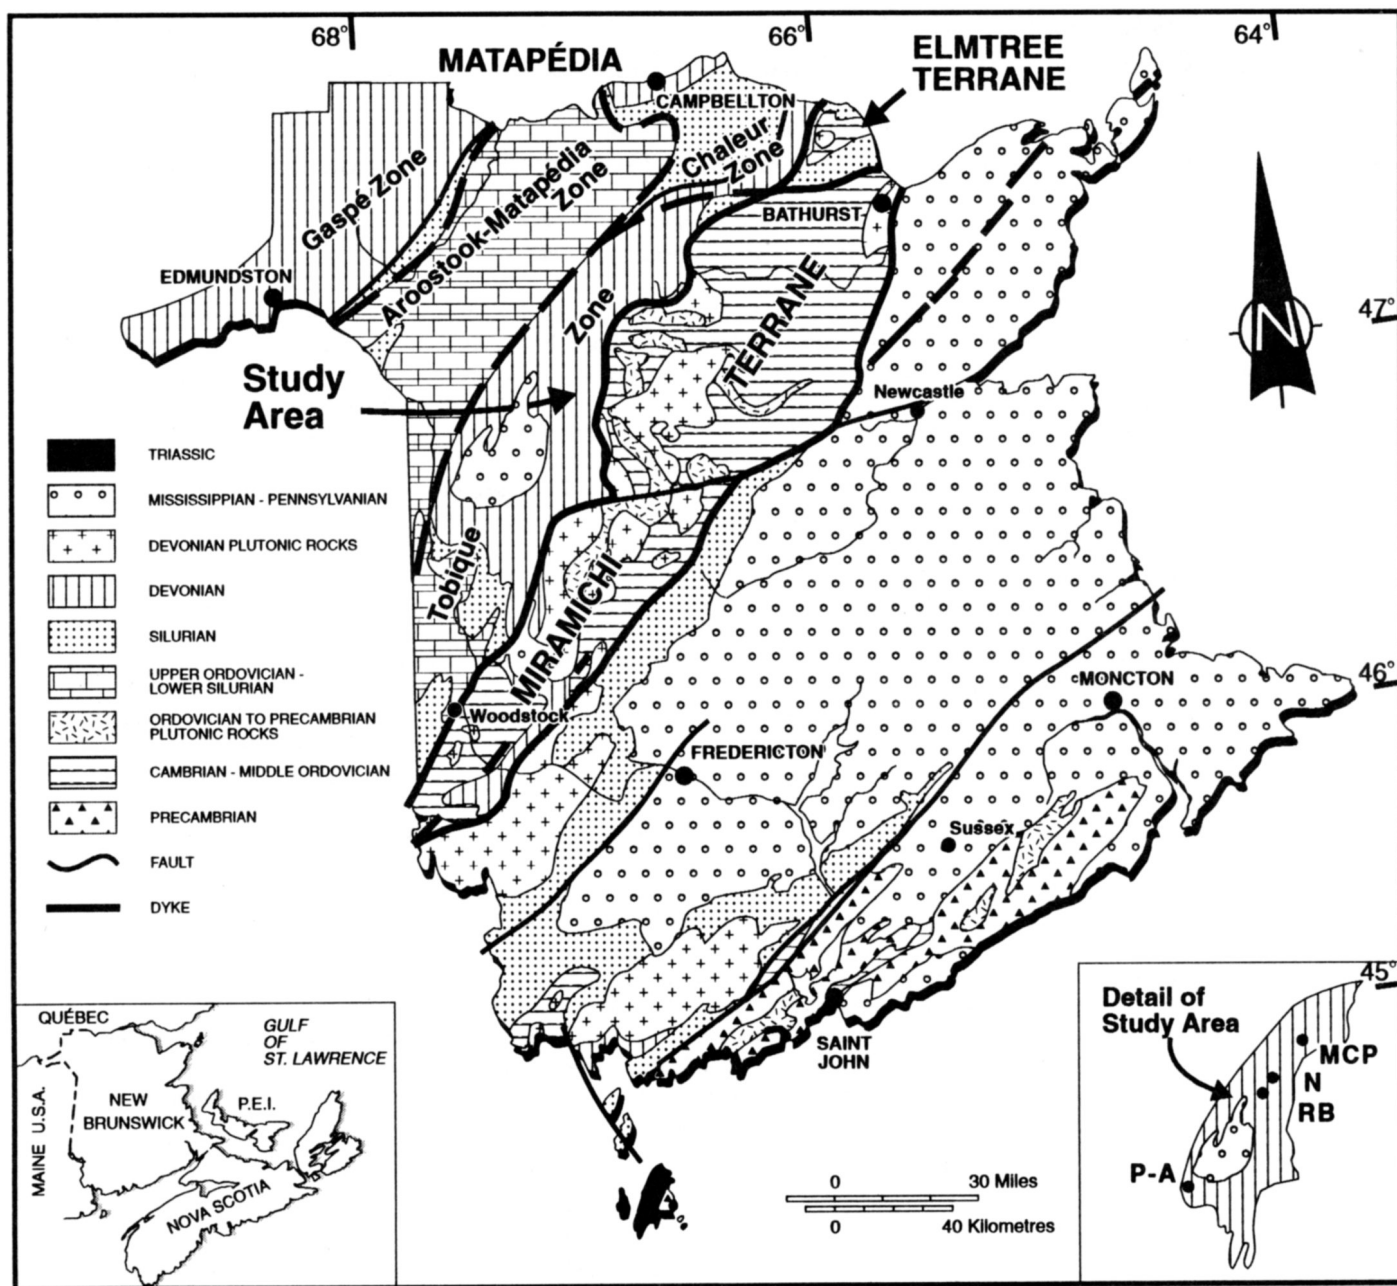 68°
66°
64°
MATAPÉDIA
ELMTREE
TERRANE
CAMPBELLTON
Chaleur
Zone
Gaspé Zone
Aroostook-Matapédia
Zone
BATHURST
EDMUNDSTON
47°
N
Zone
TERRANE
Study
Area
Newcastle
TRIASSIC
MISSISSIPPIAN - PENNSYLVANIAN
DEVONIAN PLUTONIC ROCKS
DEVONIAN
SILURIAN
UPPER ORDOVICIAN -
LOWER SILURIAN
ORDOVICIAN TO PRECAMBRIAN
PLUTONIC ROCKS
CAMBRIAN - MIDDLE ORDOVICIAN
PRECAMBRIAN
FAULT
DYKE
Tobique
MIRAMICHI
46°
MONCTON
Woodstock
FREDERICTON
Sussex
SAINT
JOHN
45°
Detail of
Study Area
MCP
N
RB
P-A
QUÉBEC
GULF
OF
ST. LAWRENCE
MAINE U.S.A.
NEW
BRUNSWICK
P.E.I.
NOVA SCOTIA
0 30 Miles
0 40 Kilometres